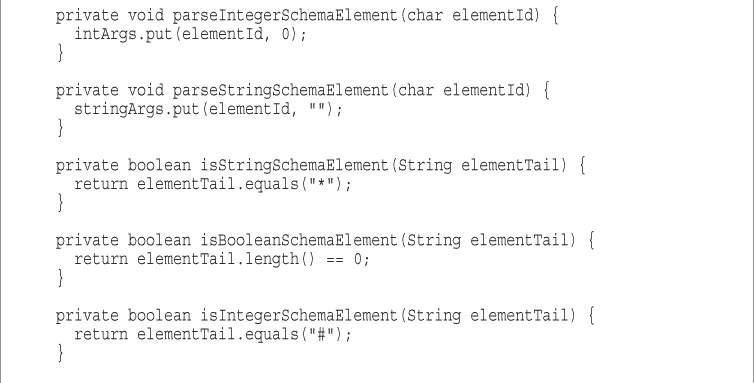 private void parseIntegerSchemaElement(char elementId) {
intArgs.put(elementId, 0);
}
private void parseStringSchemaElement(char elementId) {
stringArgs.put(elementId, "");
}
private boolean isStringSchemaElement(String elementTail) {
return elementTail.equals("*");
}
private boolean isBooleanSchemaElement(String elementTail) {
return elementTail.length() == 0;
}
private boolean isIntegerSchemaElement(String elementTail) {
return elementTail.equals("#");
}